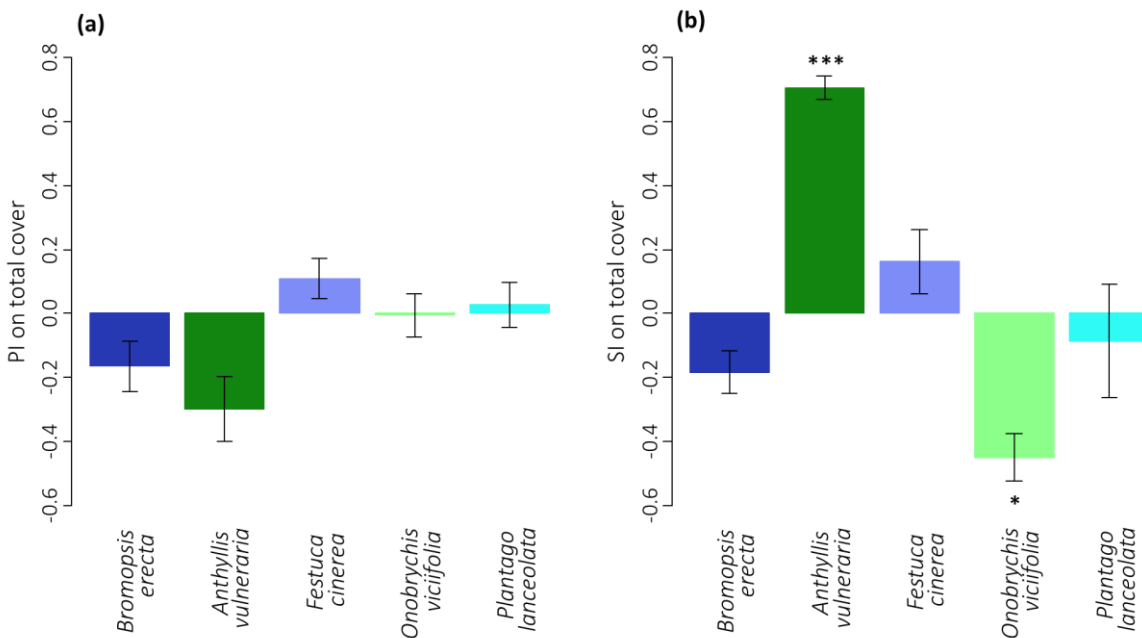 (a)
PI on total cover
0.8
0.6
0.4
0.2
0.0
-0.2
-0.4
-0.6
Bromopsis
erecta
Anthyllis
vulneraria
Festuca
cinerea
Onobrychis
viciifolia
Plantago
lanceolata
(b)
SI on total cover
0.8
0.6
0.4
0.2
0.0
-0.2
-0.4
-0.6
***
*
Bromopsis
erecta
Anthyllis
vulneraria
Festuca
cinerea
Onobrychis
viciifolia
Plantago
lanceolata